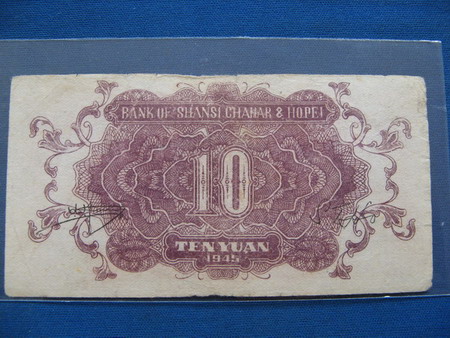 BANK OF SHANSI CHAHAR & HOPEI
10
TEN YUAN
1945